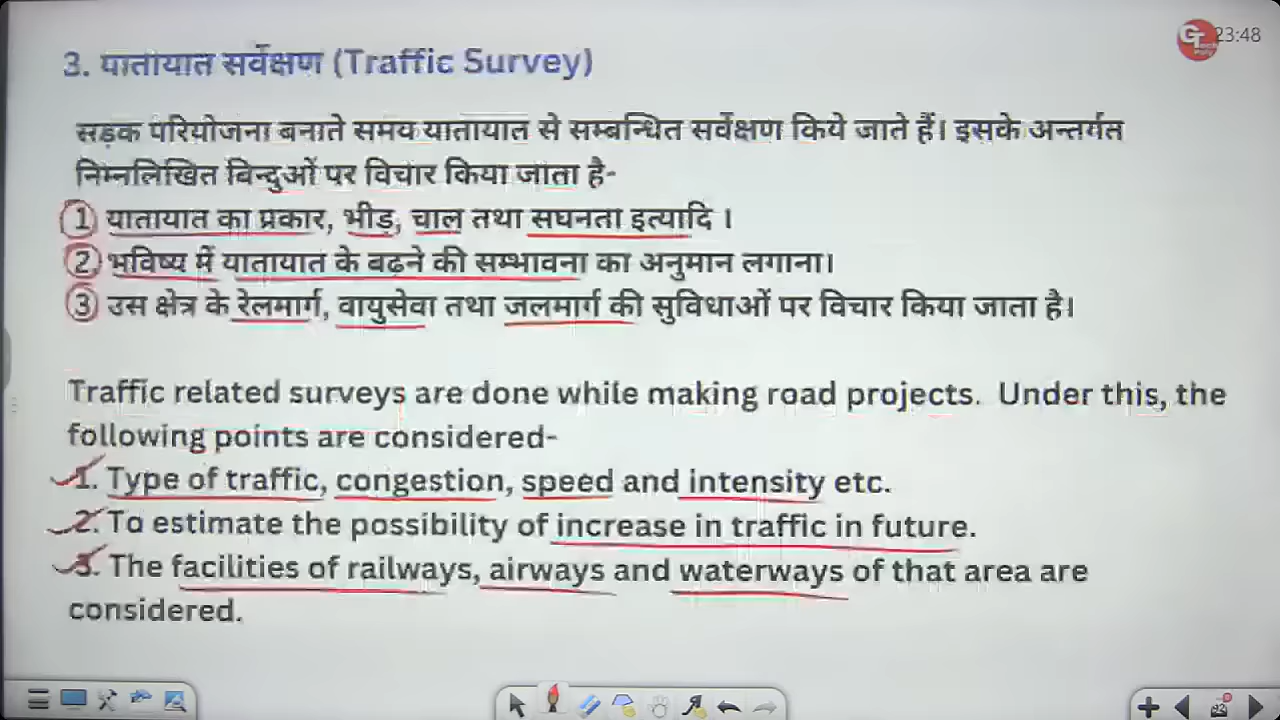 23:48
3. यातायात सर्वेक्षण (Traffic Survey)
सड़क परियोजना बनाते समय यातायात से सम्बन्धित सर्वेक्षण किये जाते हैं। इसके अन्तर्गत
निम्नलिखित बिन्दुओं पर विचार किया जाता है-
1 यातायात का प्रकार, भीड़, चाल तथा सघनता इत्यादि ।
2 भविष्य में यातायात के बढ़ने की सम्भावना का अनुमान लगाना।
3 उस क्षेत्र के रेलमार्ग, वायुसेवा तथा जलमार्ग की सुविधाओं पर विचार किया जाता है।
Traffic related surveys are done while making road projects. Under this, the
following points are considered-
1. Type of traffic, congestion, speed and intensity etc.
2. To estimate the possibility of increase in traffic in future.
3. The facilities of railways, airways and waterways of that area are
considered.